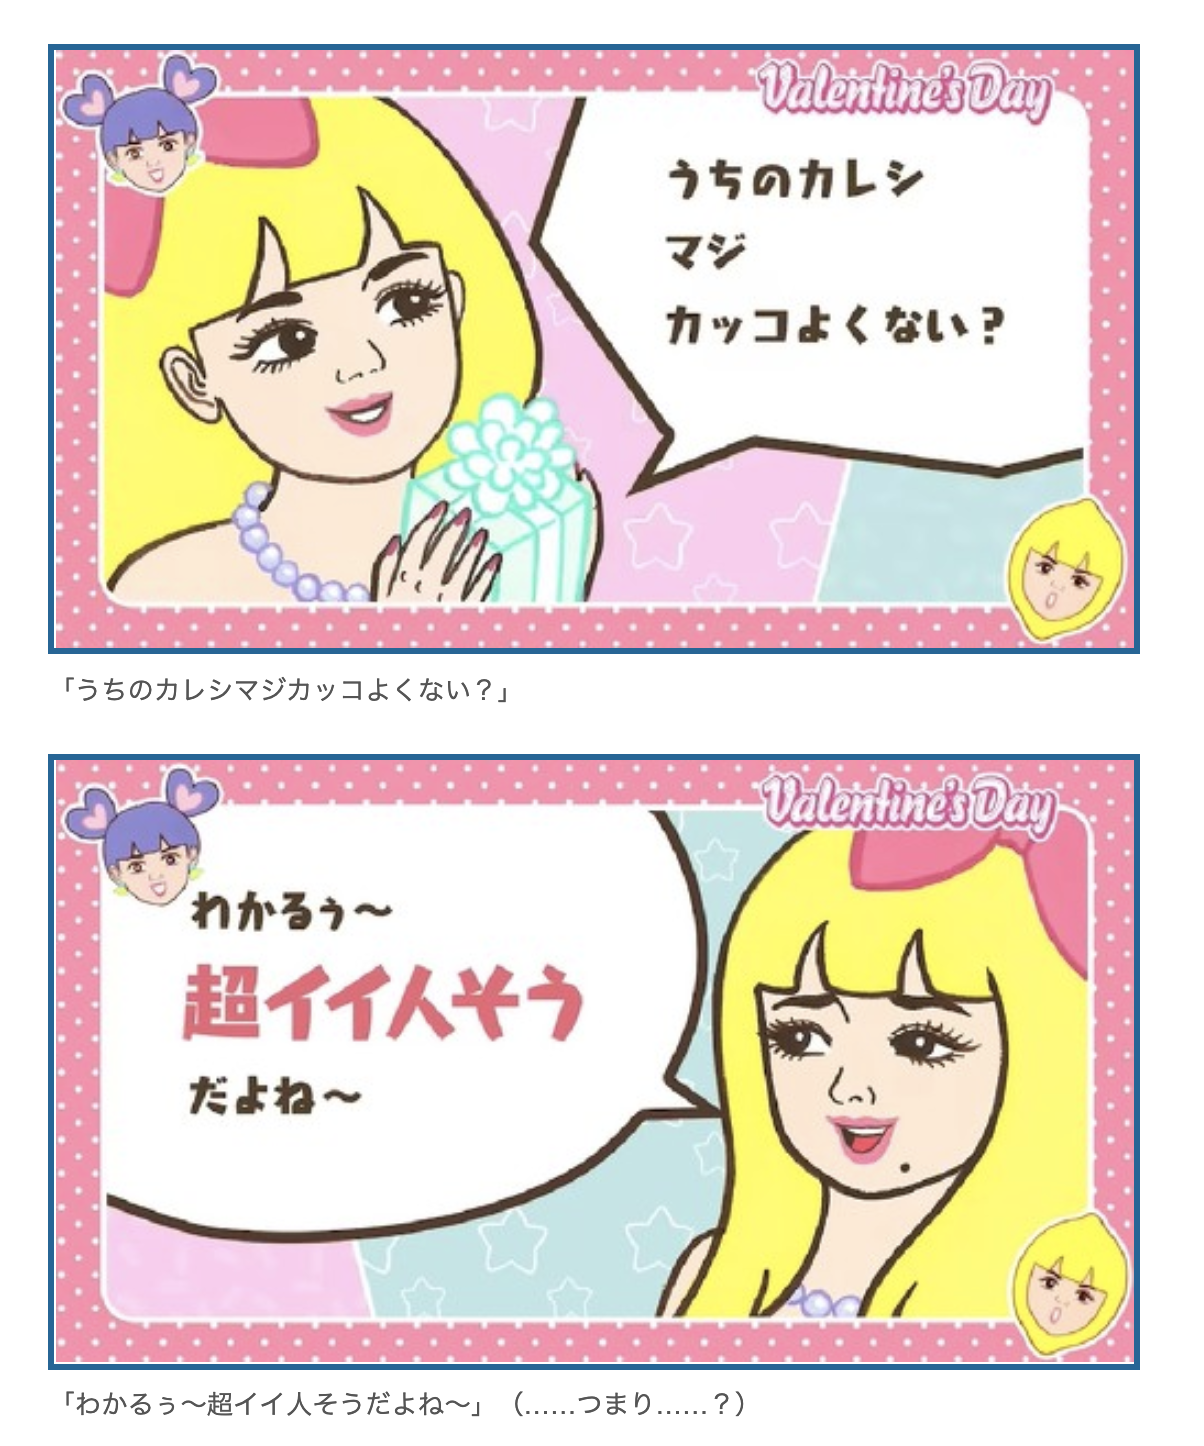 Valentine's Day
うちのカレシ
マジ
カッコよくない？
「うちのカレシマジカッコよくない？」
Valentine's Day
わかるぅ〜
超イイ人そう
だよね〜
「わかるぅ〜超イイ人そうだよね〜」（……つまり……？）